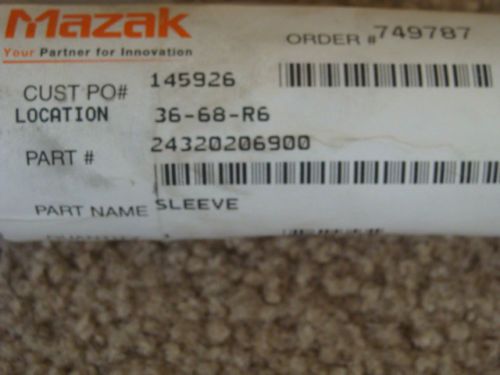 Mazak
Your Partner for Innovation
ORDER # 749787
CUST PO# 145926
LOCATION 36-68-R6
PART # 24320206900
PART NAME SLEEVE